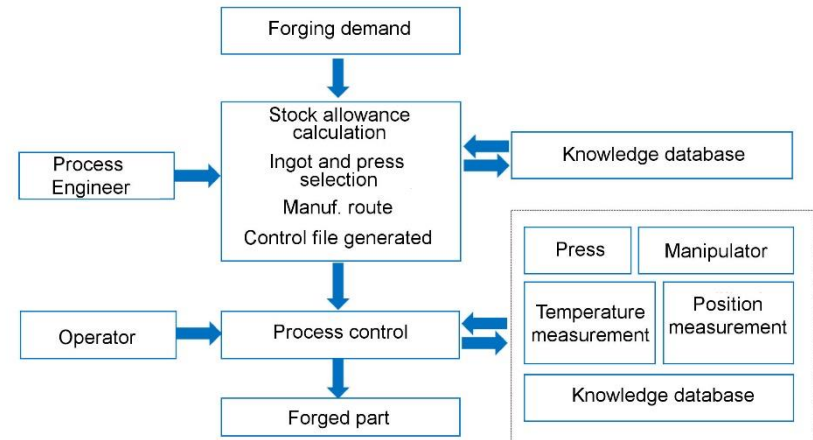 Forging demand
Stock allowance
calculation
Ingot and press
selection
Manuf. route
Control file generated
Process
Engineer
Knowledge database
Press
Manipulator
Temperature
measurement
Position
measurement
Knowledge database
Operator
Process control
Forged part